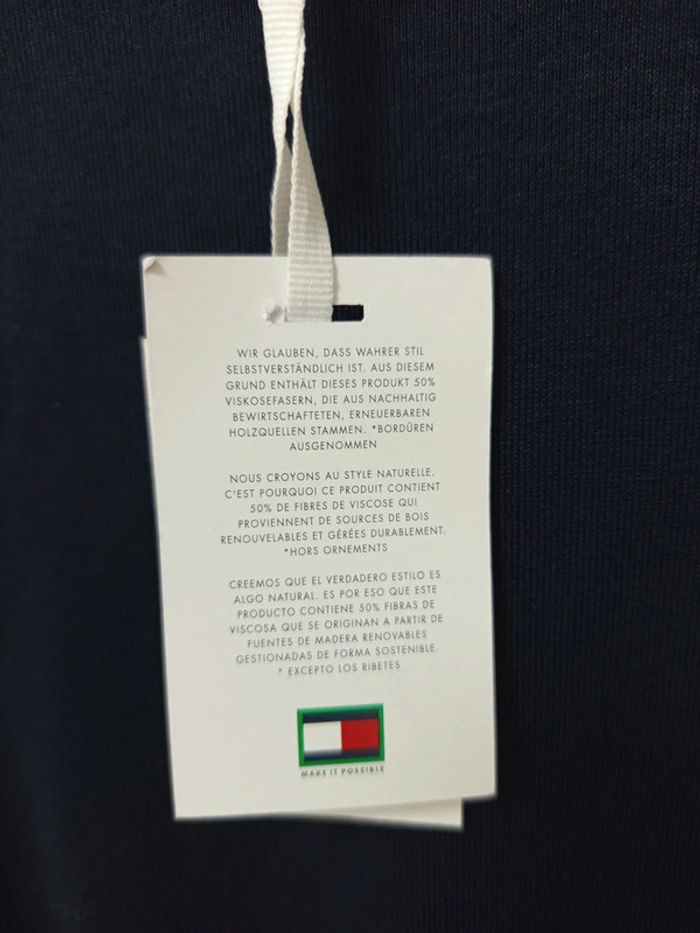 WIR GLAUBEN, DASS WAHRER STIL
SELBSTVERSTÄNDLICH IST. AUS DIESEM
GRUND ENTHÄLT DIESES PRODUKT 50%
VISKOSEFASERN, DIE AUS NACHHALTIG
BEWIRTSCHAFTETEN, ERNEUERBAREN
HOLZQUELLEN STAMMEN. *BORDÜREN
AUSGENOMMEN
NOUS CROYONS AU STYLE NATURELLE.
C'EST POURQUOI CE PRODUIT CONTIENT
50% DE FIBRES DE VISCOSE QUI
PROVIENNENT DE SOURCES DE BOIS
RENOUVELABLES ET GÉRÉES DURABLEMENT.
*HORS ORNEMENTS
CREEMOS QUE EL VERDADERO ESTILO ES
ALGO NATURAL. ES POR ESO QUE ESTE
PRODUCTO CONTIENE 50% FIBRAS DE
VISCOSA QUE SE ORIGINAN A PARTIR DE
FUENTES DE MADERA RENOVABLES
GESTIONADAS DE FORMA SOSTENIBLE.
* EXCEPTO LOS RIBETES
MAKE IT POSSIBLE